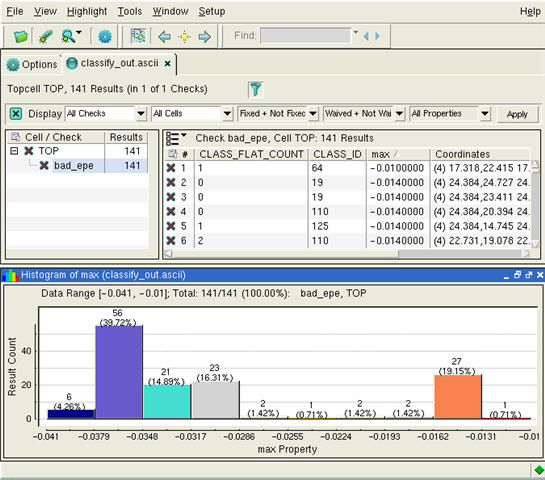 File View Highlight Tools Window Setup Help
Find:
Options classify_out.ascii
Topcell TOP, 141 Results (in 1 of 1 Checks)
Display All Checks All Cells Fixed + Not Fixec Waived + Not Wai All Properties Apply
Cell / Check Results
TOP 141
bad_epe 141
Check bad_epe, Cell TOP: 141 Results
# CLASS_FLAT_COUNT CLASS_ID max Coordinates
1 1 64 -0.0100000 (4) 17.318,22.415 17.
2 0 19 -0.0140000 (4) 24.384,24.727 24.
3 0 19 -0.0140000 (4) 24.384,23.411 24.
4 0 110 -0.0140000 (4) 24.384,20.394 24.
5 1 125 -0.0140000 (4) 24.384,14.745 24.
6 2 110 -0.0140000 (4) 22.731,19.078 22.
Histogram of max (classify_out.ascii)
Data Range [-0.041, -0.01]; Total: 141/141 (100.00%): bad_epe, TOP
Result Count
40
20
0
6
(4.26%)
56
(39.72%)
21
(14.89%)
23
(16.31%)
2
(1.42%)
1
(0.71%)
2
(1.42%)
2
(1.42%)
27
(19.15%)
1
(0.71%)
-0.041 -0.0379 -0.0348 -0.0317 -0.0286 -0.0255 -0.0224 -0.0193 -0.0162 -0.0131 -0.01
max Property